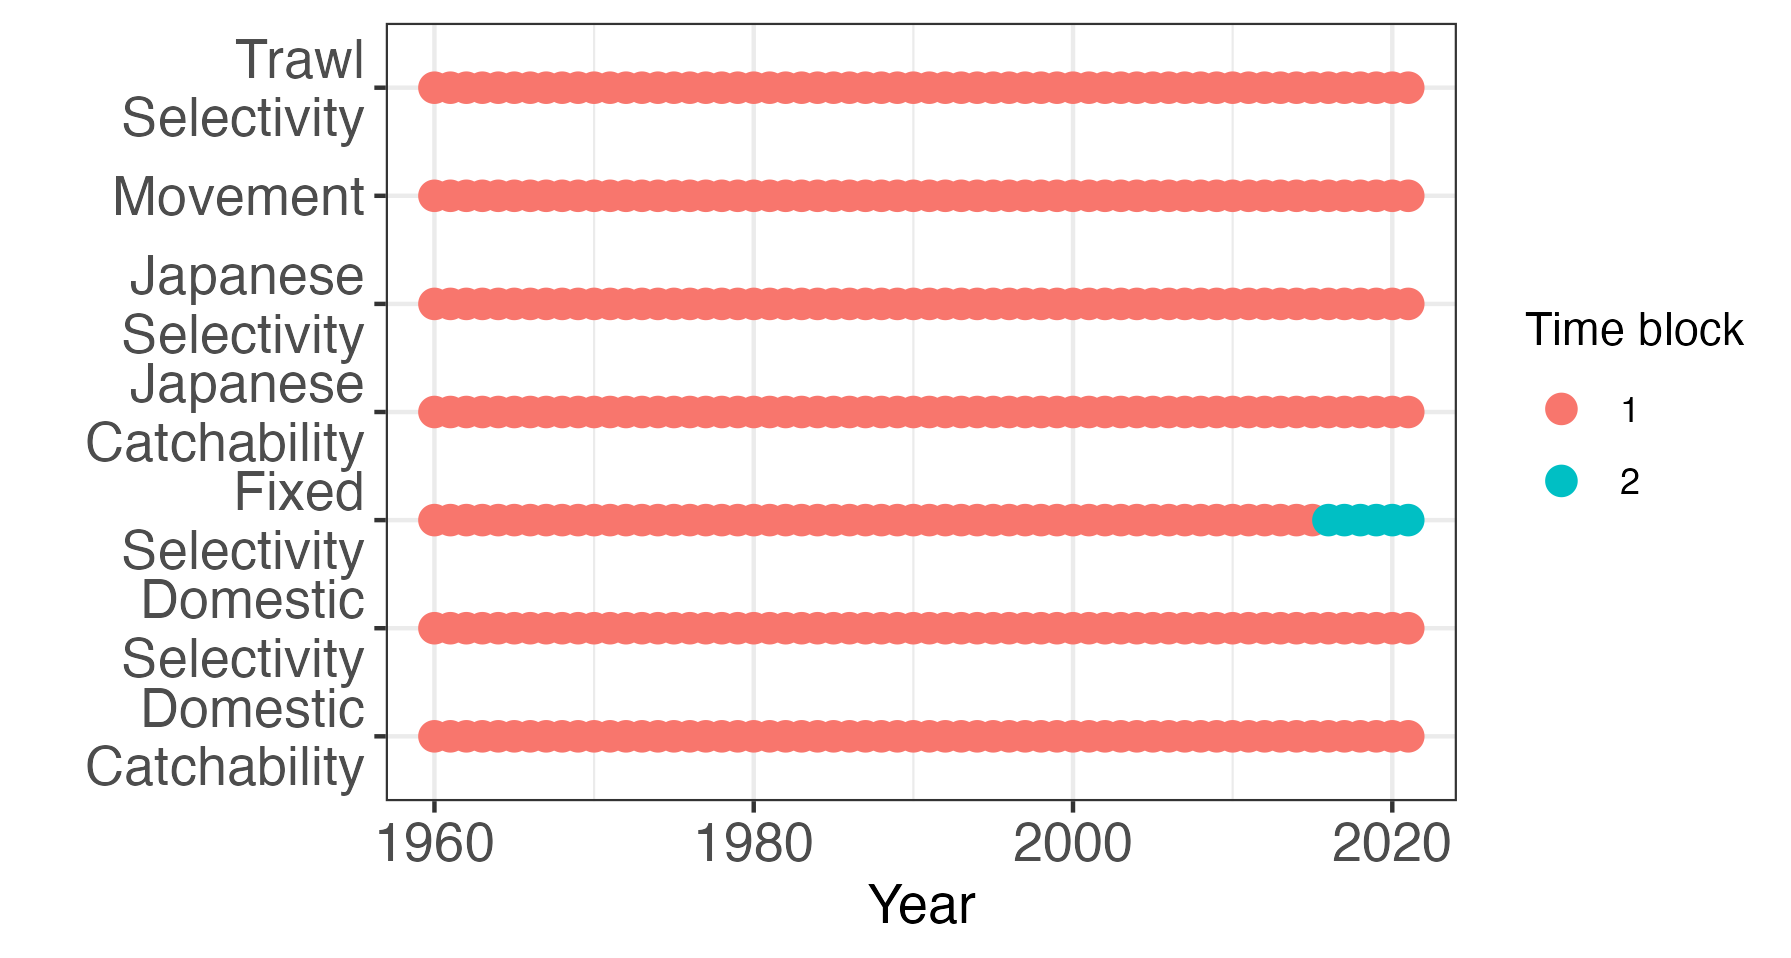 Trawl
Selectivity
Movement
Japanese
Selectivity
Japanese
Catchability
Fixed
Selectivity
Domestic
Selectivity
Domestic
Catchability
1960 1980 2000 2020
Year
Time block
1
2